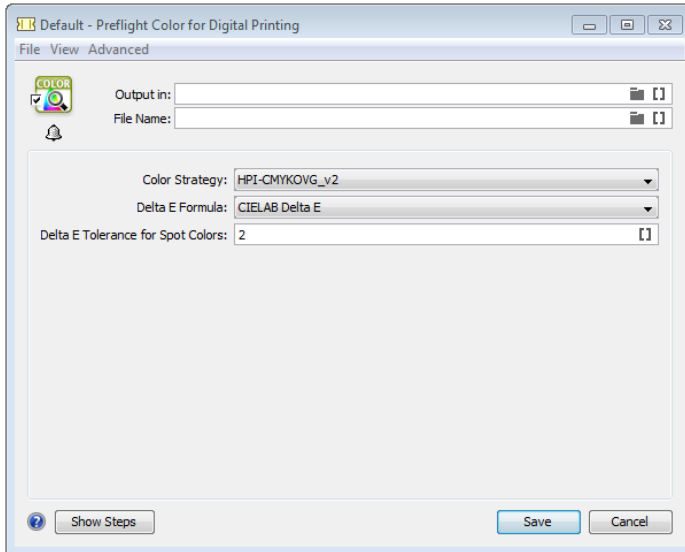 Default - Preflight Color for Digital Printing
File View Advanced
COLOR
Output in:
File Name:
Color Strategy: HPI-CMYKOVG_v2
Delta E Formula: CIELAB Delta E
Delta E Tolerance for Spot Colors: 2
Show Steps Save Cancel